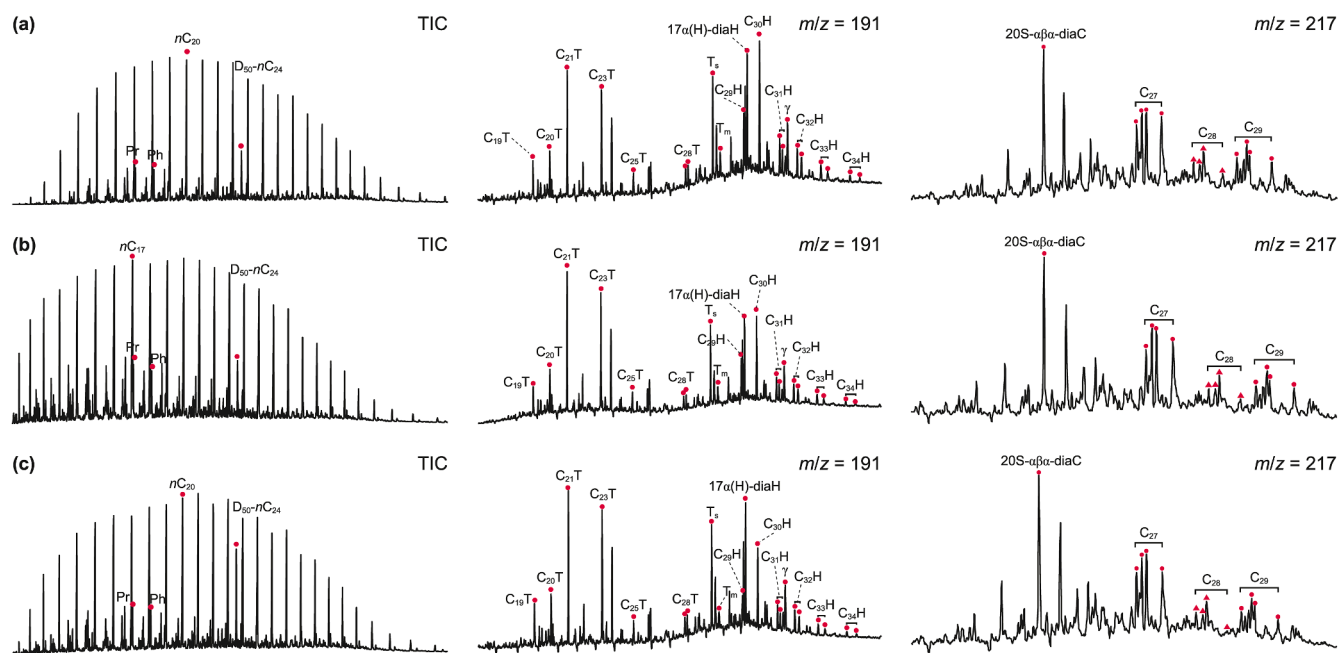 (a) TIC m/z = 191 m/z = 217
nC₂₀
D₅₀-nC₂₄
Pr Ph
C₁₉T C₂₀T C₂₁T C₂₃T C₂₅T C₂₈T Tₛ Tₘ C₂₉H 17α(H)-diaH C₃₀H C₃₁H γ C₃₂H C₃₃H C₃₄H
20S-αβα-diaC C₂₇ C₂₈ C₂₉
(b) TIC m/z = 191 m/z = 217
nC₁₇
D₅₀-nC₂₄
Pr Ph
C₁₉T C₂₀T C₂₁T C₂₃T C₂₅T C₂₈T Tₛ Tₘ C₂₉H 17α(H)-diaH C₃₀H C₃₁H γ C₃₂H C₃₃H C₃₄H
20S-αβα-diaC C₂₇ C₂₈ C₂₉
(c) TIC m/z = 191 m/z = 217
nC₂₀
D₅₀-nC₂₄
Pr Ph
C₁₉T C₂₀T C₂₁T C₂₃T C₂₅T C₂₈T Tₛ Tₘ C₂₉H 17α(H)-diaH C₃₀H C₃₁H γ C₃₂H C₃₃H C₃₄H
20S-αβα-diaC C₂₇ C₂₈ C₂₉